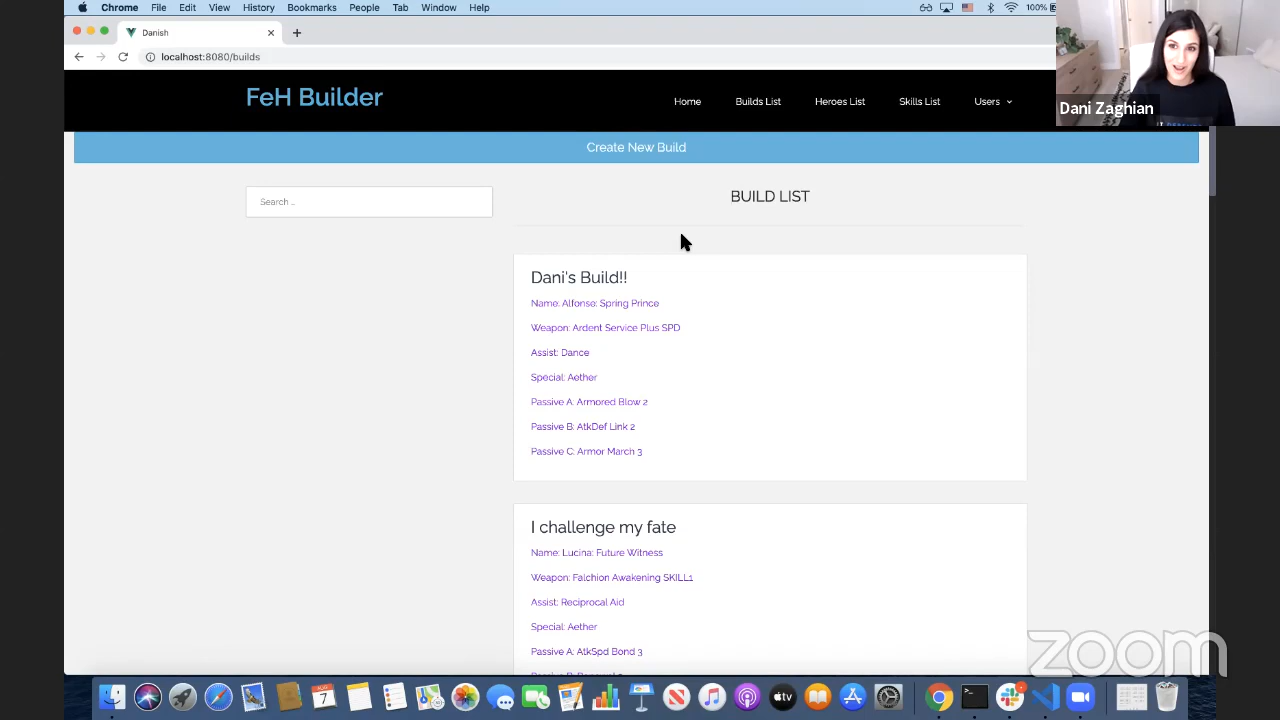 Chrome File Edit View History Bookmarks People Tab Window Help 100%
Danish
localhost:8080/builds
FeH Builder
Home Builds List Heroes List Skills List Users
Dani Zaghian
Create New Build
Search ...
BUILD LIST
Dani's Build!!
Name: Alfonse: Spring Prince
Weapon: Ardent Service Plus SPD
Assist: Dance
Special: Aether
Passive A: Armored Blow 2
Passive B: AtkDef Link 2
Passive C: Armor March 3
I challenge my fate
Name: Lucina: Future Witness
Weapon: Falchion Awakening SKILL1
Assist: Reciprocal Aid
Special: Aether
Passive A: AtkSpd Bond 3
zoom
7
tv